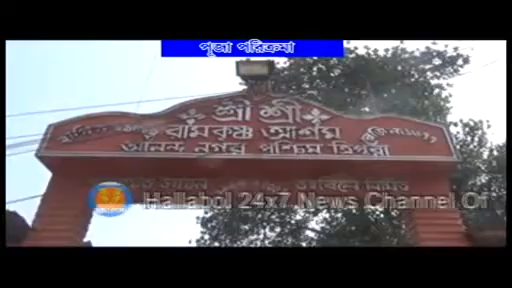 পূজা পরিক্রমা
শ্রী শ্রী
রামকৃষ্ণ আশ্রম
আনন্দ নগর পশ্চিম ত্রিপুরা
Hallabol 24x7 News Channel Of